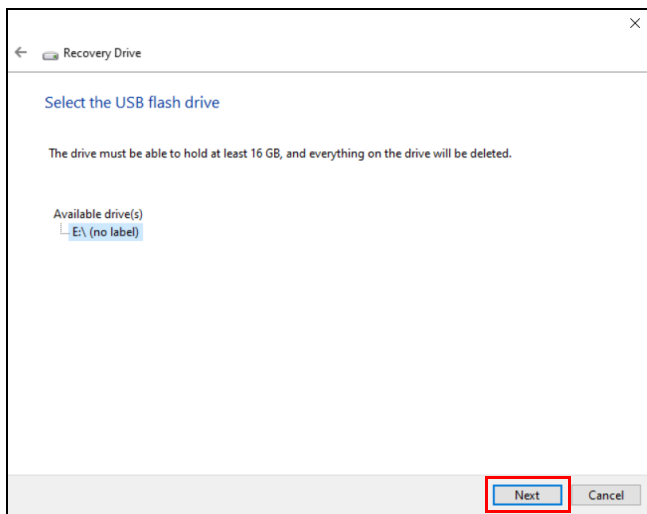 Recovery Drive
Select the USB flash drive
The drive must be able to hold at least 16 GB, and everything on the drive will be deleted.
Available drive(s)
E:\ (no label)
Next Cancel